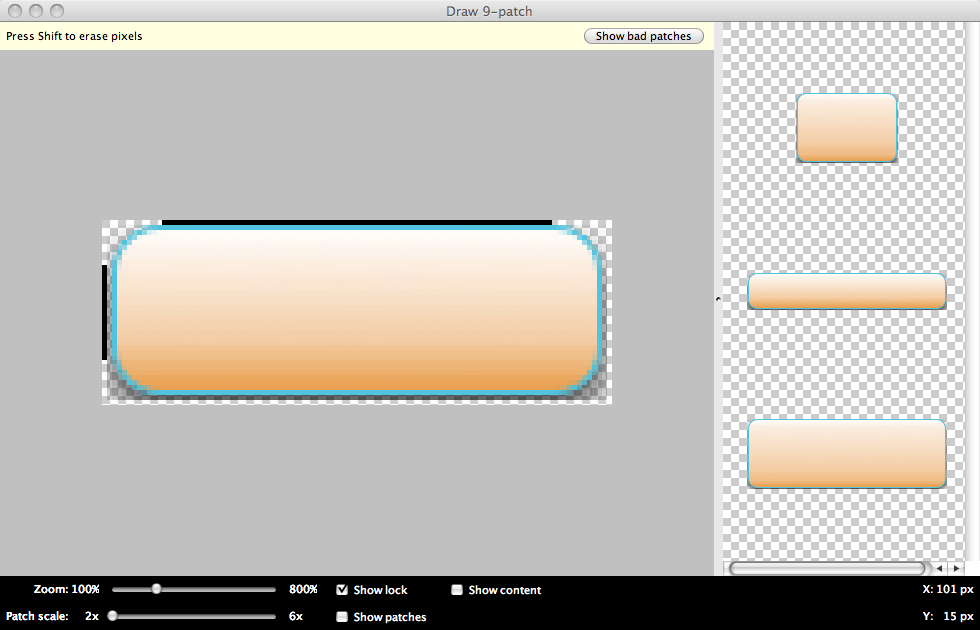 Draw 9-patch
Press Shift to erase pixels
Show bad patches
Zoom: 100%
800%
Show lock
Show content
X: 101 px
Patch scale: 2x
6x
Show patches
Y: 15 px